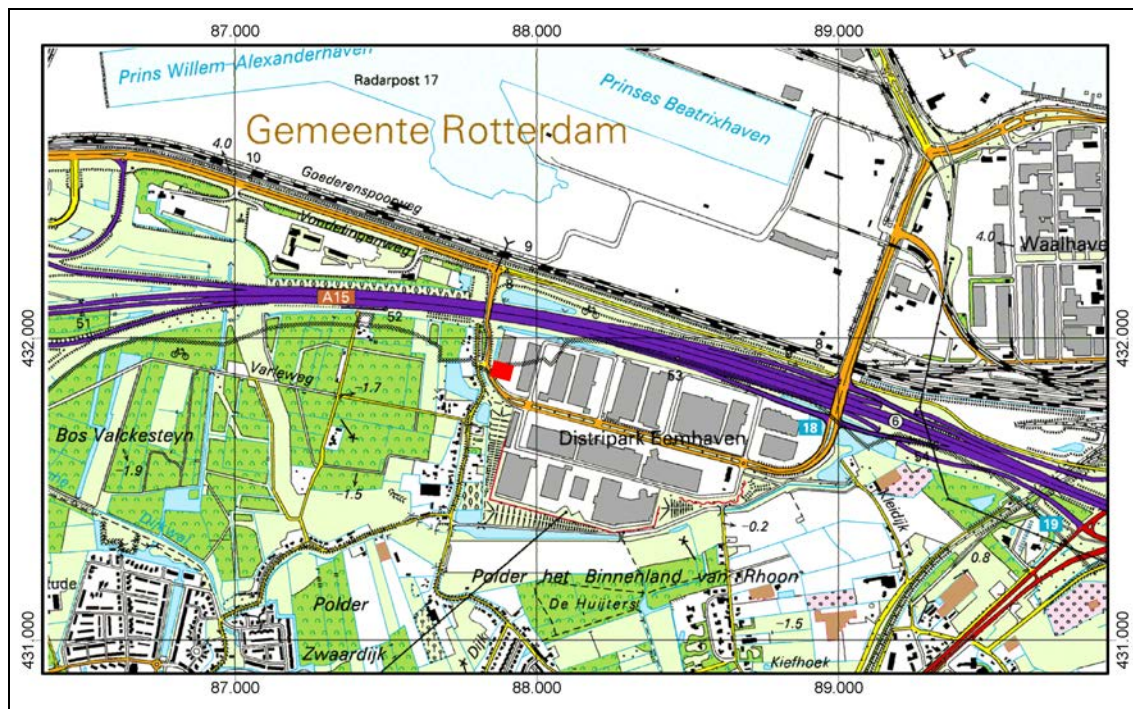 87.000
88.000
89.000
Prins Willem-Alexanderhaven
Radarpost 17
Prinses Beatrixhaven
Gemeente Rotterdam
4.0
10
Goederenspoorweg
Vondelingenweg
9
8
4.0
Waalhave
A15
51
52
432.000
432.000
8
53
Varieweg
-1.7
Bos Valckesteyn
-1.9
-1.5
Distripark Eemhaven
18
6
51
Kleidijk
-0.2
19
0.8
Polder het Binnenland van Rhoon
De Huijters
Polder
Zwaardijk
-1.5
Kiefhoek
431.000
431.000
87.000
88.000
89.000